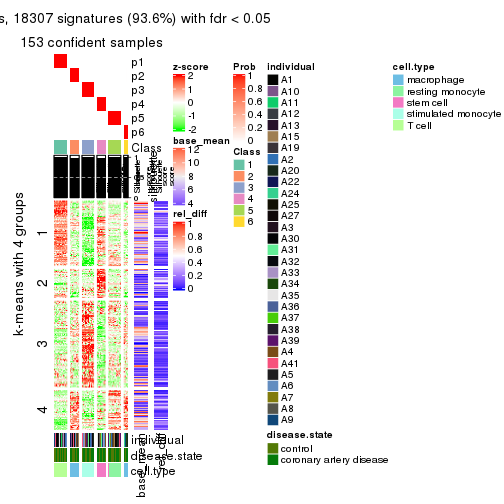 s, 18307 signatures (93.6%) with fdr < 0.05
153 confident samples
p1
p2
p3
p4
p5
p6
Class
Silhouette
score
k-means with 4 groups
1
2
3
4
individual
disease.state
cell.type
base_mean
rel_diff
z-score
2
1
0
-1
-2
base_mean
12
10
8
6
4
rel_diff
1
0.8
0.6
0.4
0.2
0
Prob
1
0.8
0.6
0.4
0.2
0
Class
1
2
3
4
5
6
individual
A1
A10
A11
A12
A13
A15
A19
A2
A20
A22
A24
A25
A27
A3
A30
A31
A32
A33
A34
A35
A36
A37
A38
A39
A4
A41
A5
A6
A7
A8
A9
disease.state
control
coronary artery disease
cell.type
macrophage
resting monocyte
stem cell
stimulated monocyte
T cell